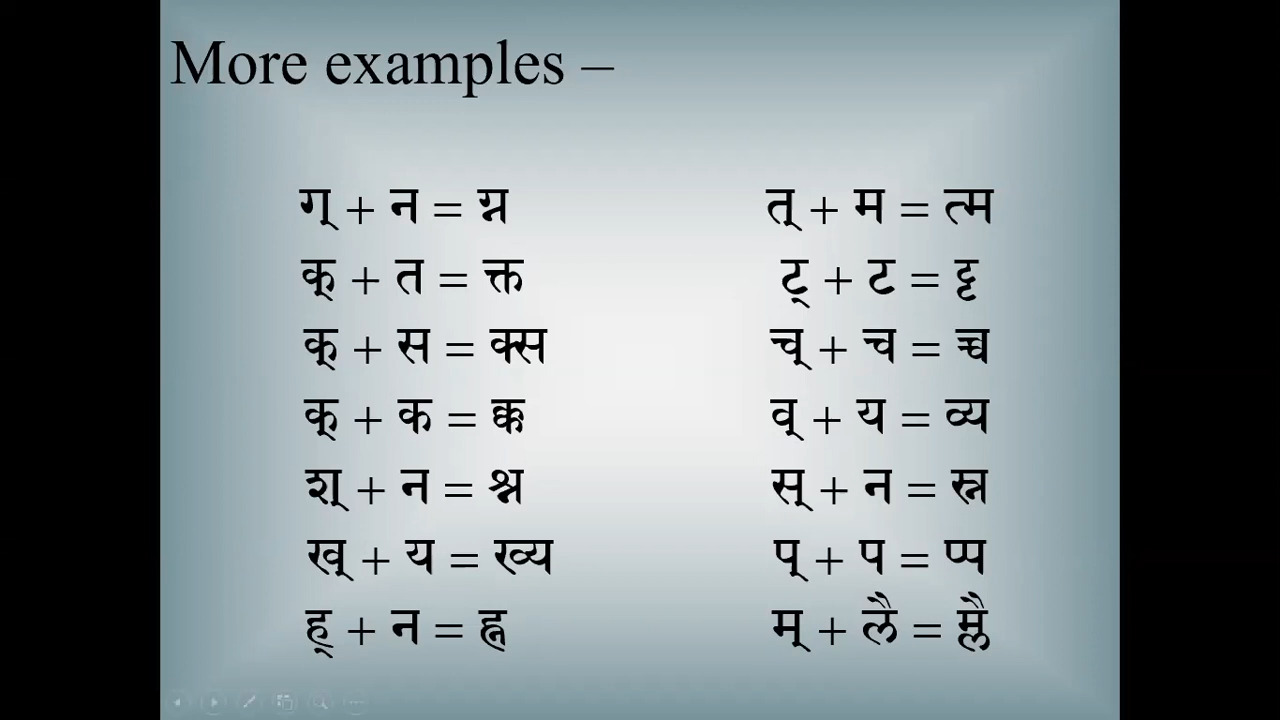 More examples –
ग् + न = ग्न
क् + त = क्त
क् + स = क्स
क् + क = क्क
श् + न = श्न
ख् + य = ख्य
ह् + न = ह्न
त् + म = त्म
ट् + ट = ट्ट
च् + च = च्च
व् + य = व्य
स् + न = स्न
प् + प = प्प
म् + लै = म्लै